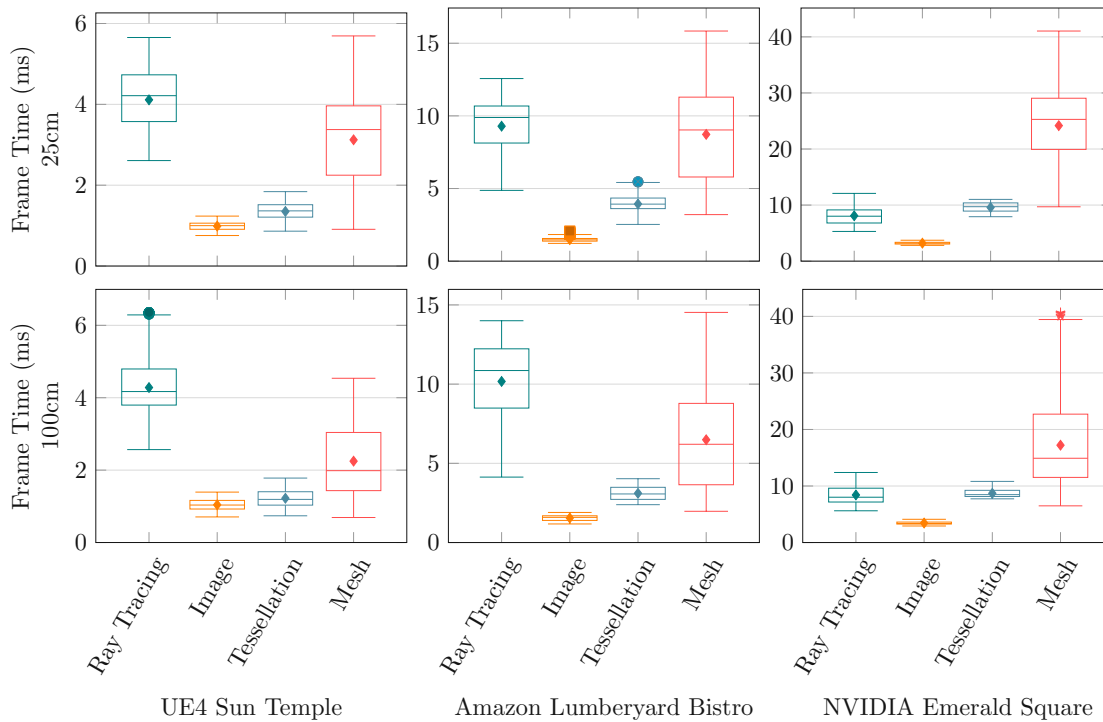 6
4
2
0
Frame Time (ms)
25cm
15
10
5
0
40
30
20
10
0
6
4
2
0
Frame Time (ms)
100cm
15
10
5
0
40
30
20
10
0
Ray Tracing
Image
Tessellation
Mesh
Ray Tracing
Image
Tessellation
Mesh
Ray Tracing
Image
Tessellation
Mesh
UE4 Sun Temple
Amazon Lumberyard Bistro
NVIDIA Emerald Square